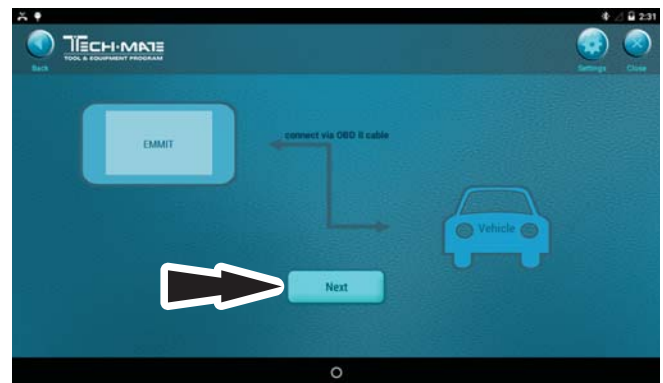 2:31
TECH-MATE
TOOL & EQUIPMENT PROGRAM
Back
Settings
Close
EMMIT
connect via OBD II cable
Vehicle
Next